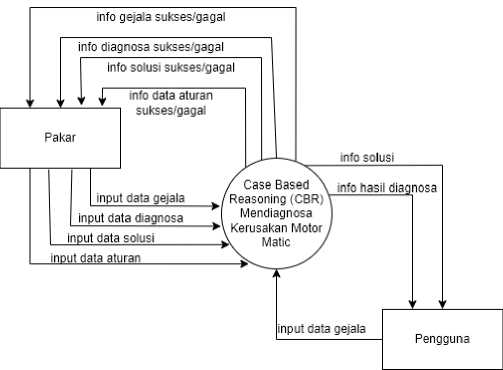 info gejala sukses/gagal
info diagnosa sukses/gagal
info solusi sukses/gagal
info data aturan
sukses/gagal
Pakar
input data gejala
input data diagnosa
input data solusi
input data aturan
Case Based
Reasoning (CBR)
Mendiagnosa
Kerusakan Motor
Matic
info solusi
info hasil diagnosa
input data gejala
Pengguna